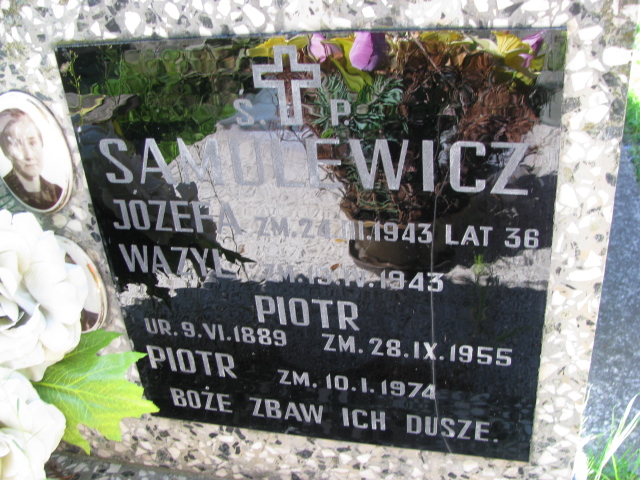 Ś. P.
SAMULEWICZ
JÓZEFA ZM. 24.III.1943 LAT 36
WAZYL ZM. 13.IV.1943
PIOTR
UR. 9.VI.1889 ZM. 28.IX.1955
PIOTR ZM. 10.I.1974
BOŻE ZBAW ICH DUSZE.